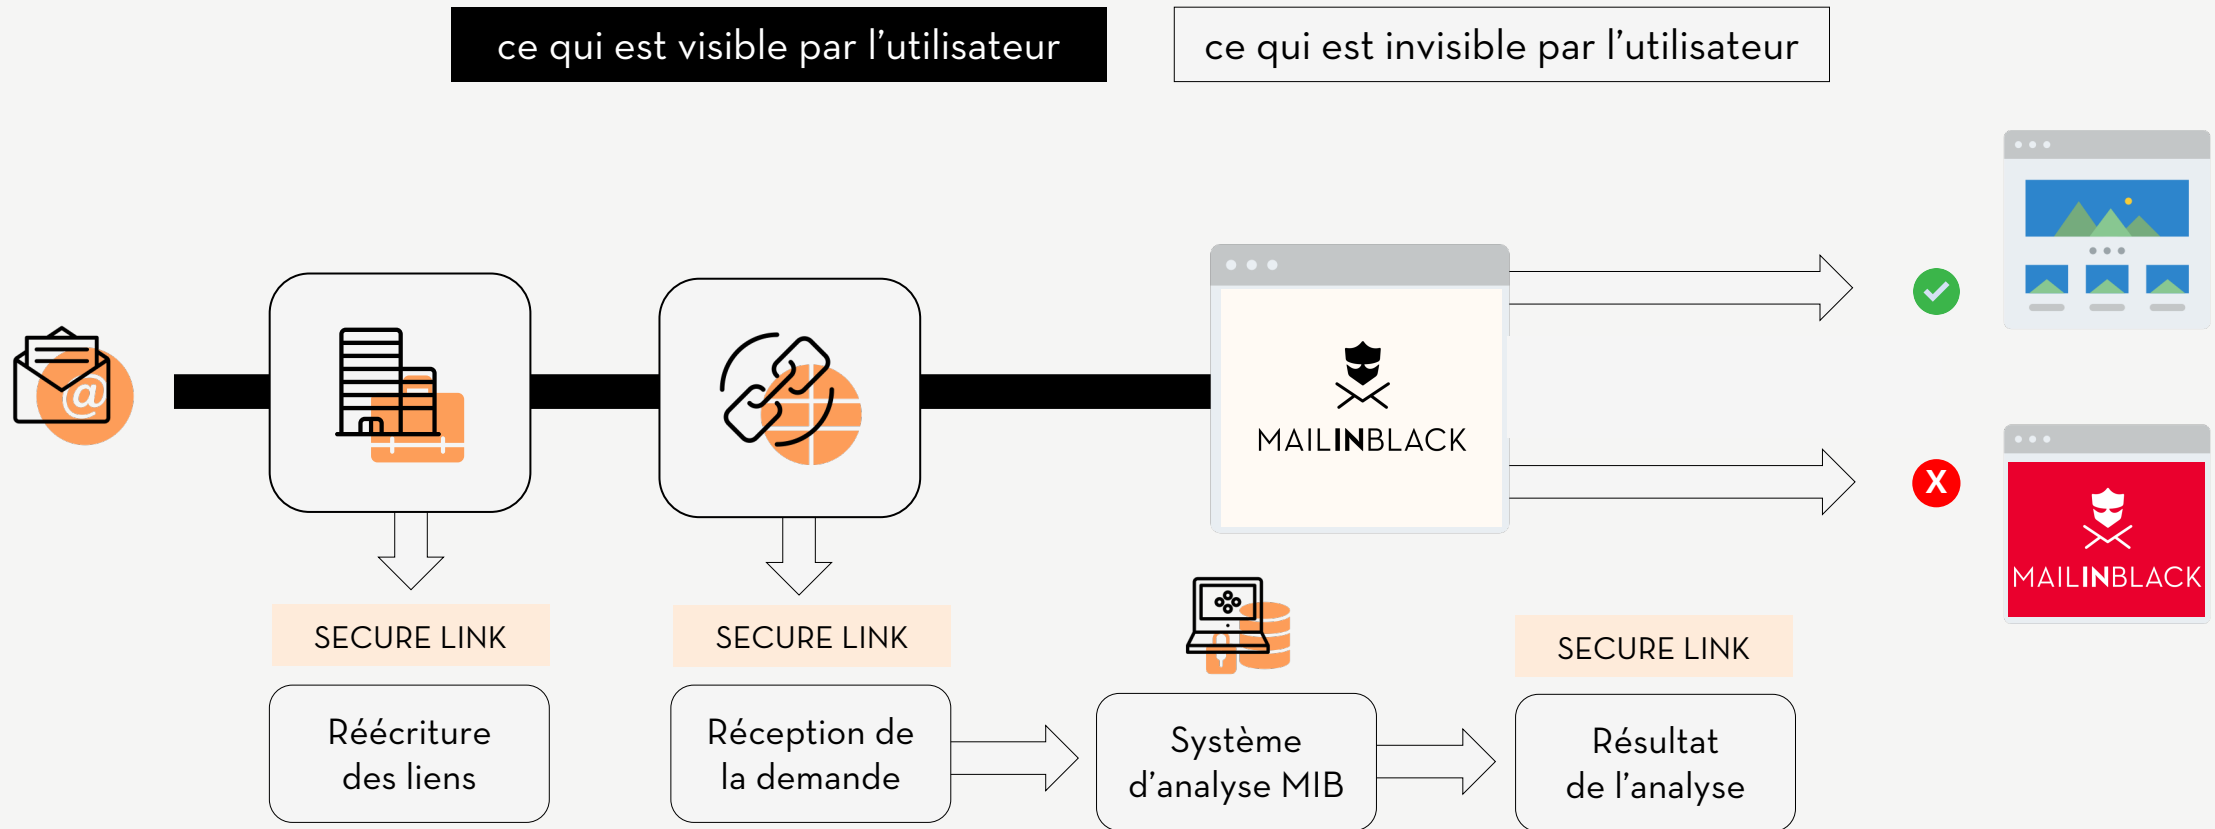 ce qui est visible par l'utilisateur
ce qui est invisible par l'utilisateur
@
MAILINBLACK
X
MAILINBLACK
SECURE LINK
SECURE LINK
SECURE LINK
Réécriture
des liens
Réception de
la demande
Système
d'analyse MIB
Résultat
de l'analyse